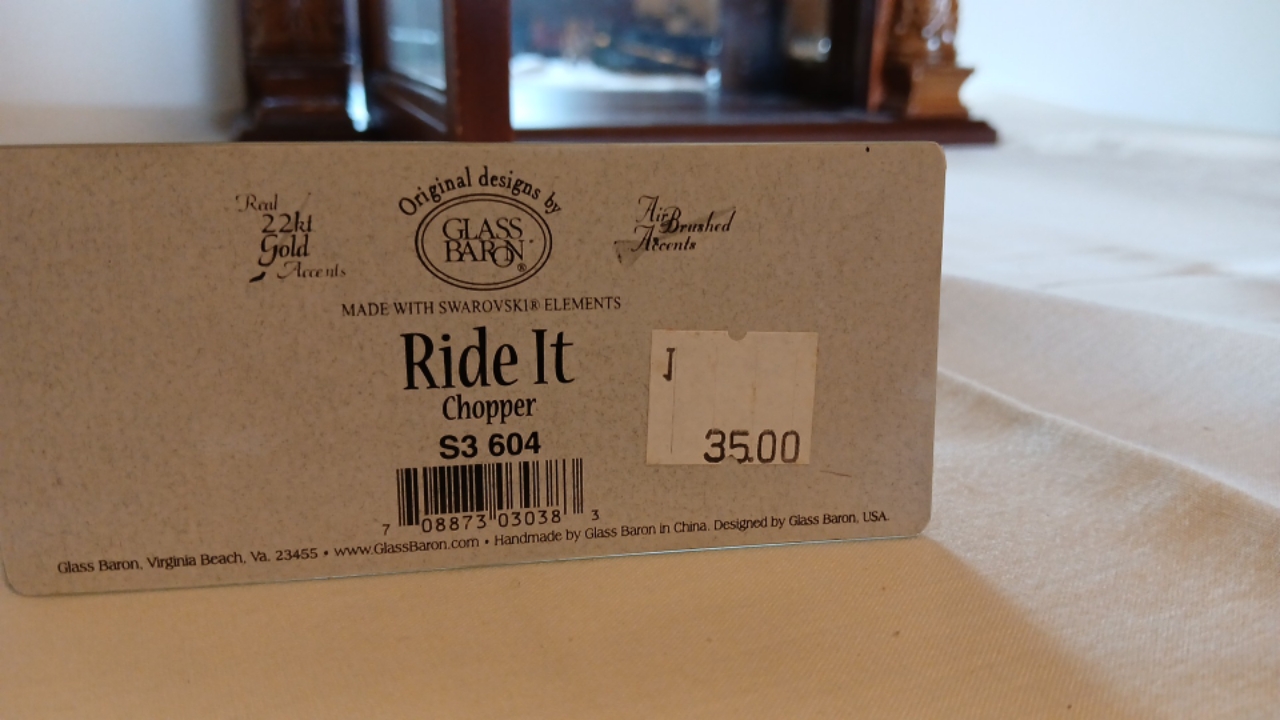 Real
22kt
Gold
Accents
Original designs by
GLASS
BARON®
Air Brushed
Accents
MADE WITH SWAROVSKI® ELEMENTS
Ride It
Chopper
S3 604
J
35.00
7 08873 03038 3
Glass Baron, Virginia Beach, Va. 23455 • www.GlassBaron.com • Handmade by Glass Baron in China. Designed by Glass Baron, USA.